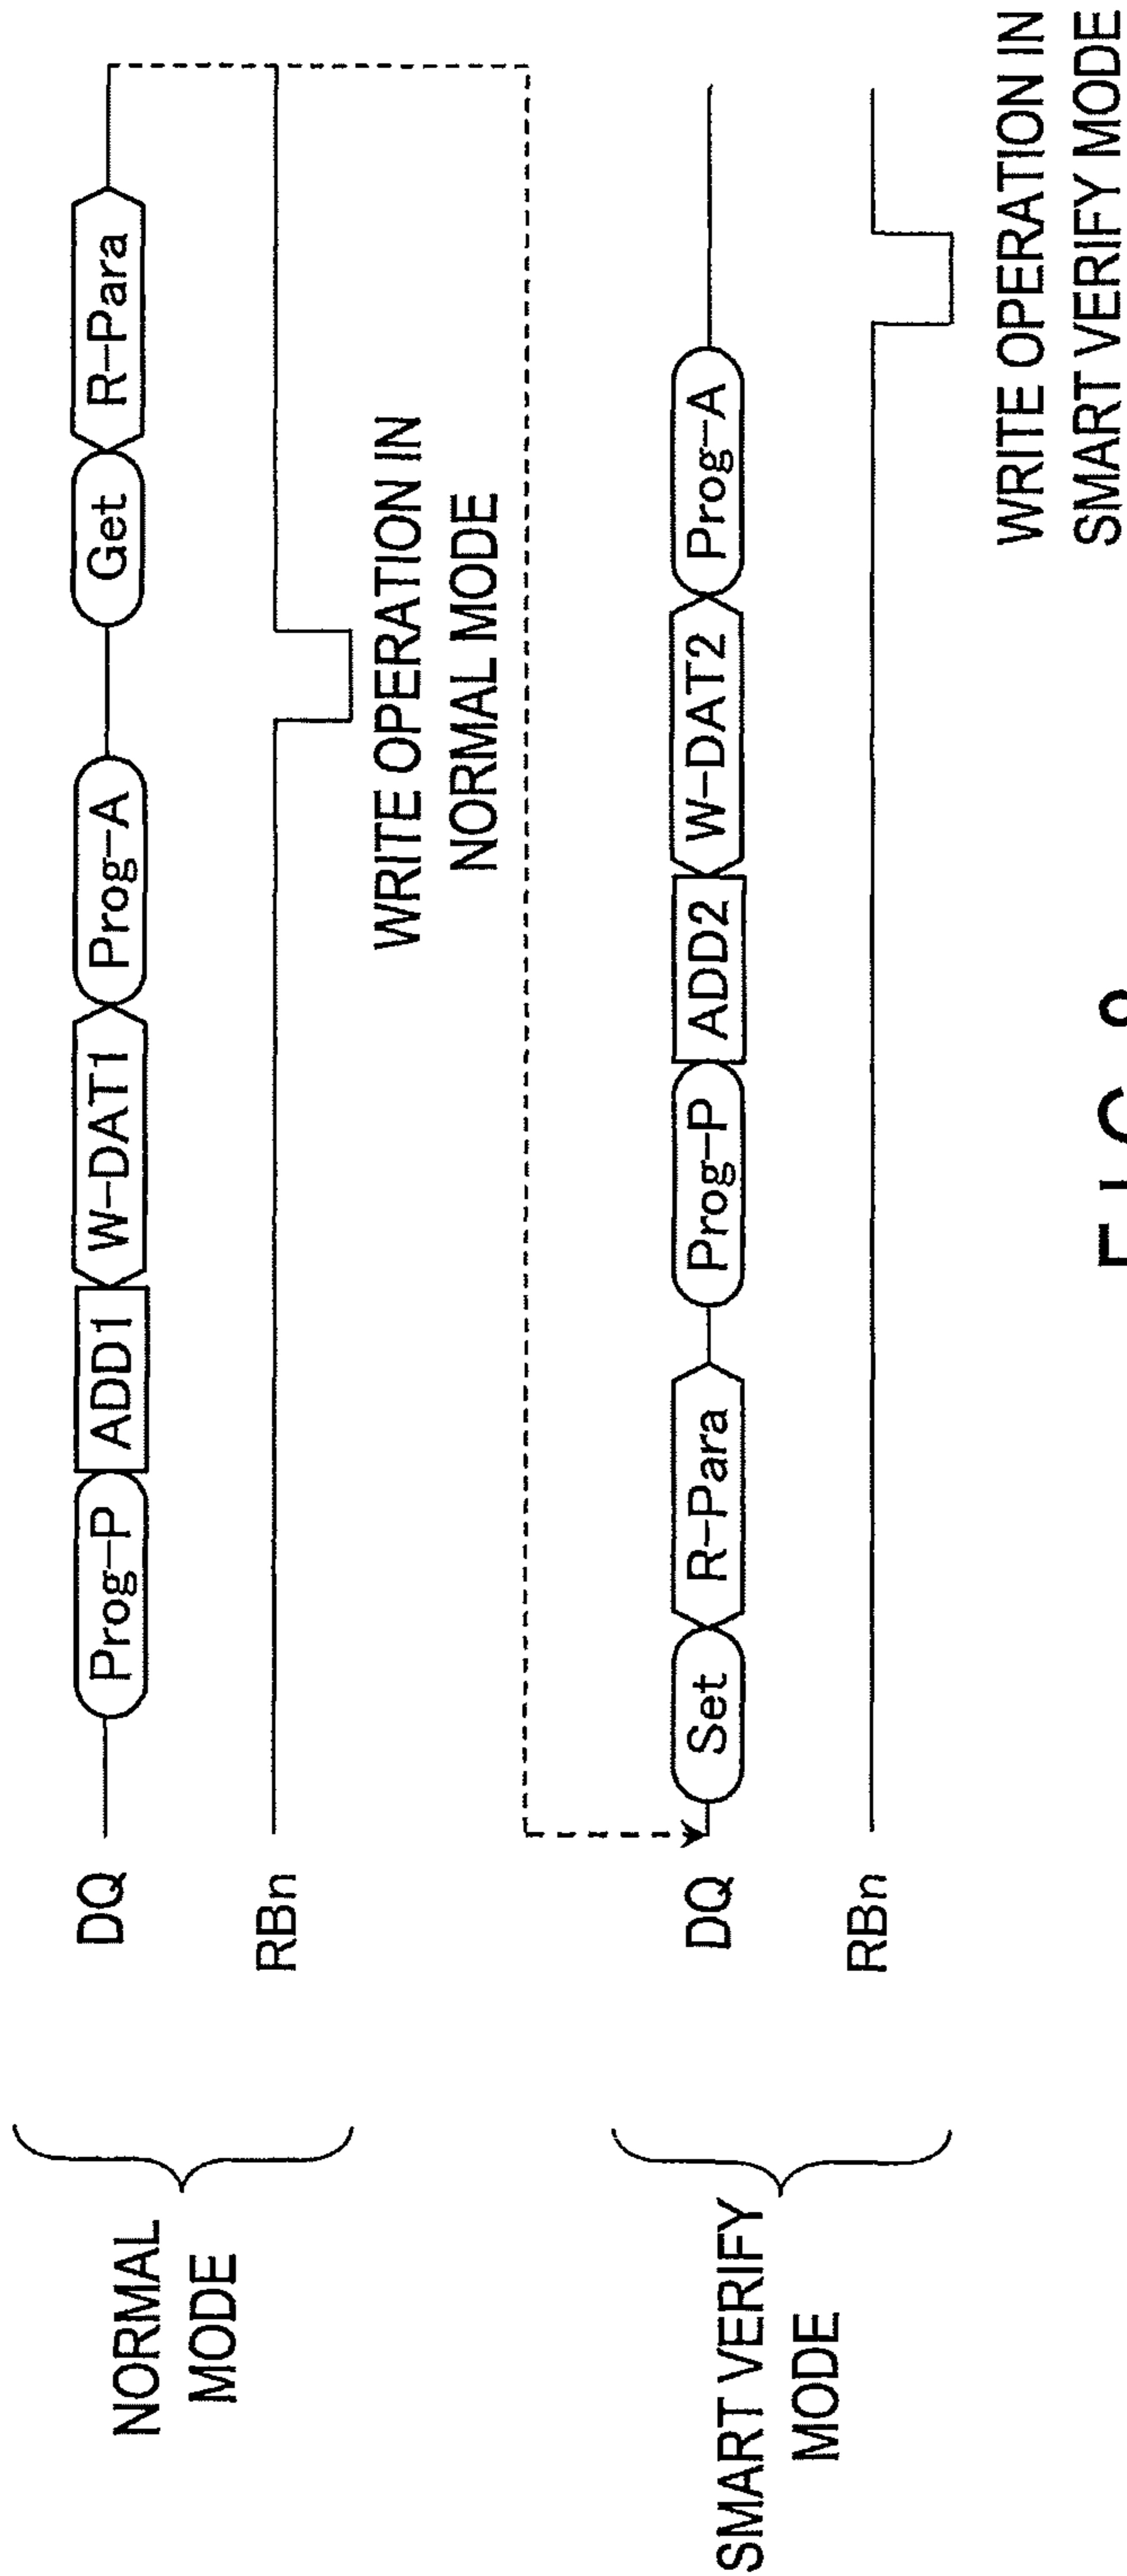 NORMAL
MODE
DQ
Prog-P
ADD1
W-DAT1
Prog-A
Get
R-Para
RBn
WRITE OPERATION IN
NORMAL MODE
SMART VERIFY
MODE
DQ
Set
R-Para
Prog-P
ADD2
W-DAT2
Prog-A
RBn
WRITE OPERATION IN
SMART VERIFY MODE